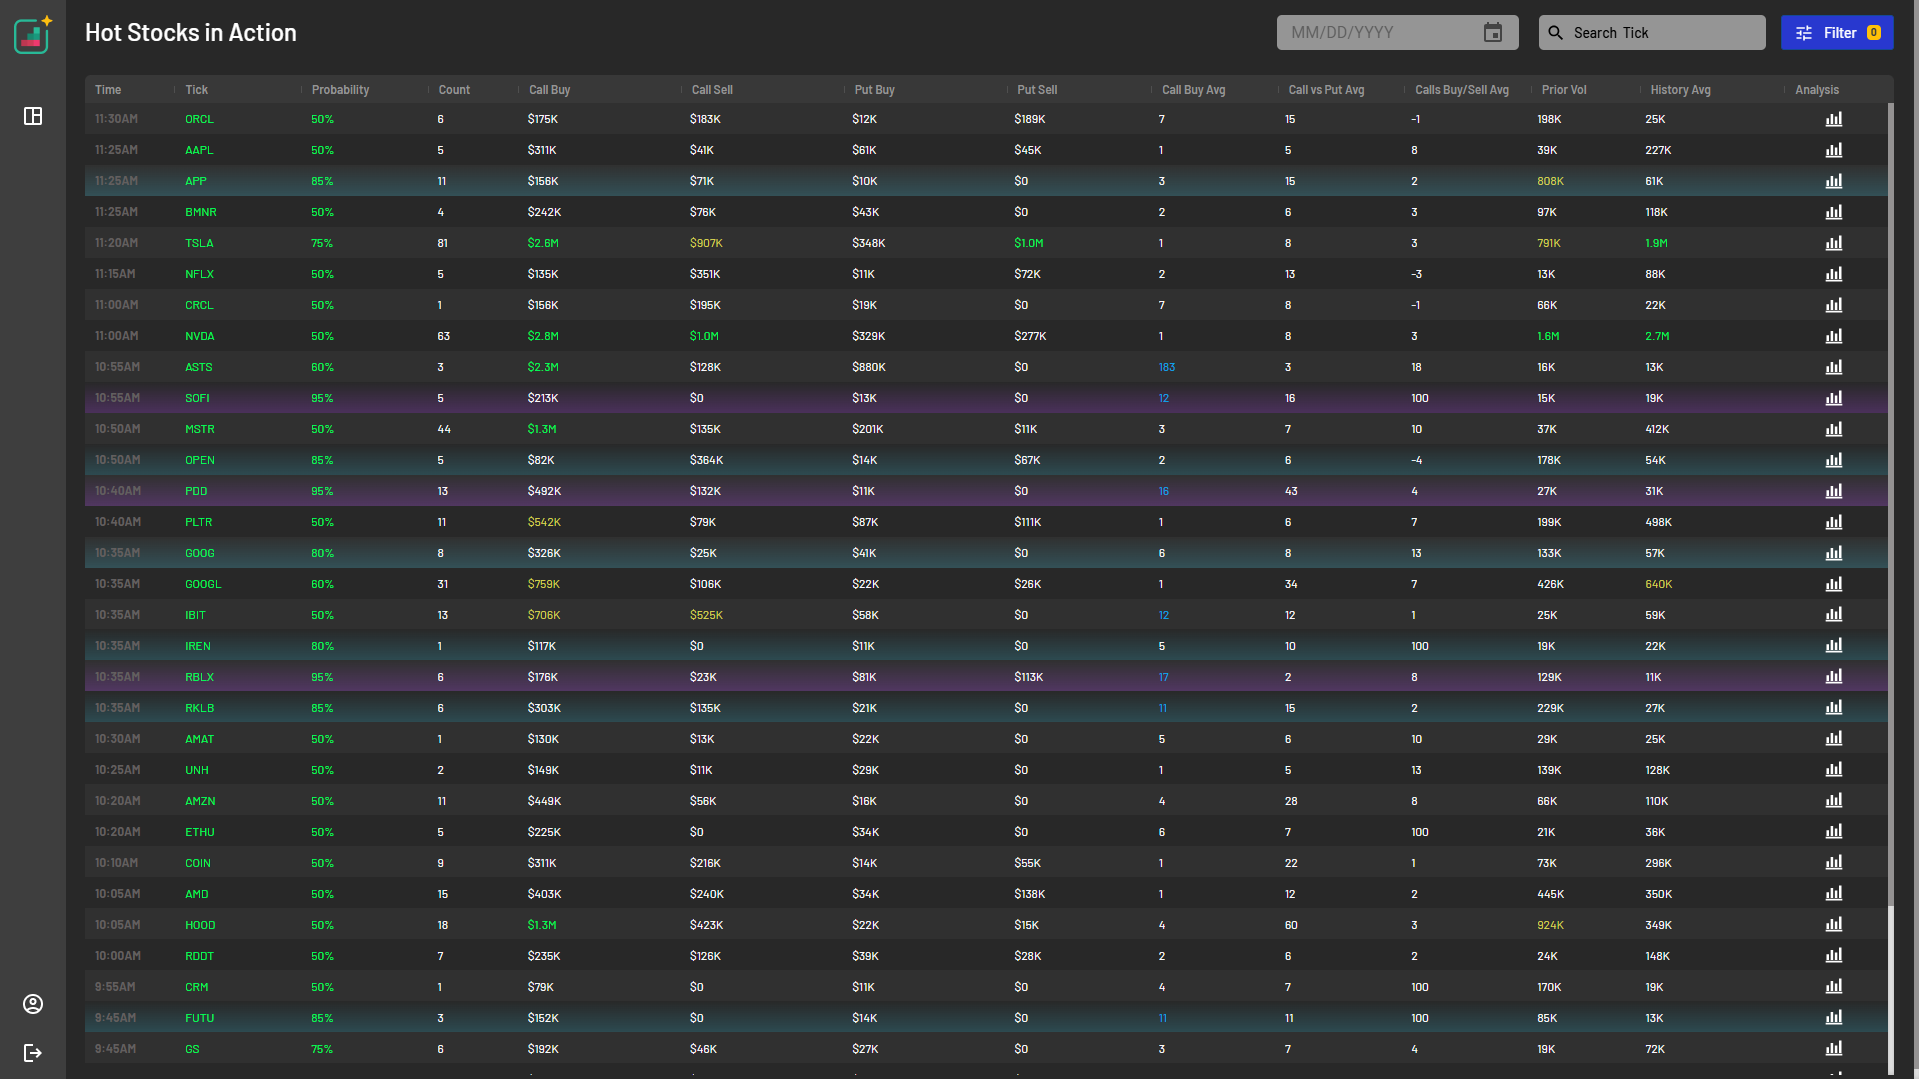 Hot Stocks in Action MM/DD/YYYY Search Tick Filter 0
Time Tick Probability Count Call Buy Call Sell Put Buy Put Sell Call Buy Avg Call vs Put Avg Calls Buy/Sell Avg Prior Vol History Avg Analysis
11:30AM ORCL 50% 6 $175K $183K $12K $189K 7 15 -1 198K 25K
11:25AM AAPL 50% 5 $311K $41K $61K $45K 1 5 8 39K 227K
11:25AM APP 85% 11 $156K $71K $10K $0 3 15 2 808K 61K
11:25AM BMNR 50% 4 $242K $76K $43K $0 2 6 3 97K 118K
11:20AM TSLA 75% 81 $2.6M $907K $348K $1.0M 1 8 3 791K 1.9M
11:15AM NFLX 50% 5 $135K $351K $11K $72K 2 13 -3 13K 88K
11:00AM CRCL 50% 1 $156K $195K $19K $0 7 8 -1 66K 22K
11:00AM NVDA 50% 63 $2.8M $1.0M $329K $277K 1 8 3 1.6M 2.7M
10:55AM ASTS 60% 3 $2.3M $128K $880K $0 183 3 18 16K 13K
10:55AM SOFI 95% 5 $213K $0 $13K $0 12 16 100 15K 19K
10:50AM MSTR 50% 44 $1.3M $135K $201K $11K 3 7 10 37K 412K
10:50AM OPEN 85% 5 $82K $364K $14K $67K 2 6 -4 178K 54K
10:40AM PDD 95% 13 $492K $132K $11K $0 16 43 4 27K 31K
10:40AM PLTR 50% 11 $542K $79K $87K $111K 1 6 7 199K 498K
10:35AM GOOG 80% 8 $326K $25K $41K $0 6 8 13 133K 57K
10:35AM GOOGL 60% 31 $759K $106K $22K $26K 1 34 7 426K 640K
10:35AM IBIT 50% 13 $706K $525K $58K $0 12 12 1 25K 59K
10:35AM IREN 80% 1 $117K $0 $11K $0 5 10 100 19K 22K
10:35AM RBLX 95% 6 $176K $23K $81K $113K 17 2 8 129K 11K
10:35AM RKLB 85% 6 $303K $135K $21K $0 11 15 2 229K 27K
10:30AM AMAT 50% 1 $130K $13K $22K $0 5 6 10 29K 25K
10:25AM UNH 50% 2 $149K $11K $29K $0 1 5 13 139K 128K
10:20AM AMZN 50% 11 $449K $56K $16K $0 4 28 8 66K 110K
10:20AM ETHU 50% 5 $225K $0 $34K $0 6 7 100 21K 36K
10:10AM COIN 50% 9 $311K $216K $14K $55K 1 22 1 73K 296K
10:05AM AMD 50% 15 $403K $240K $34K $138K 1 12 2 445K 350K
10:05AM HOOD 50% 18 $1.3M $423K $22K $15K 4 60 3 924K 349K
10:00AM RDDT 50% 7 $235K $126K $39K $28K 2 6 2 24K 148K
9:55AM CRM 50% 1 $79K $0 $11K $0 4 7 100 170K 19K
9:45AM FUTU 85% 3 $152K $0 $14K $0 11 11 100 85K 13K
9:45AM GS 75% 6 $192K $46K $27K $0 3 7 4 19K 72K